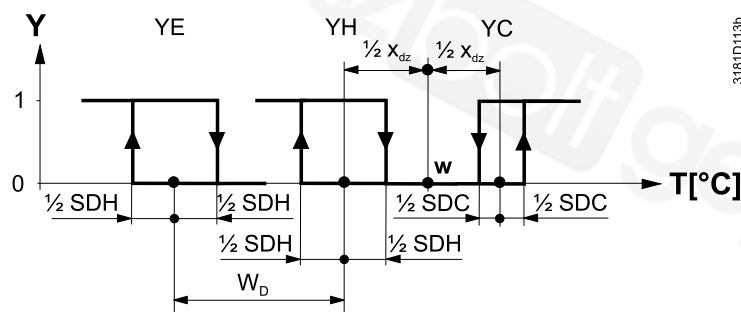 Y YE YH YC
½ x_dz ½ x_dz
1
w
0
T[°C]
½ SDH ½ SDH ½ SDC ½ SDC
½ SDH ½ SDH
W_D
3181D113b